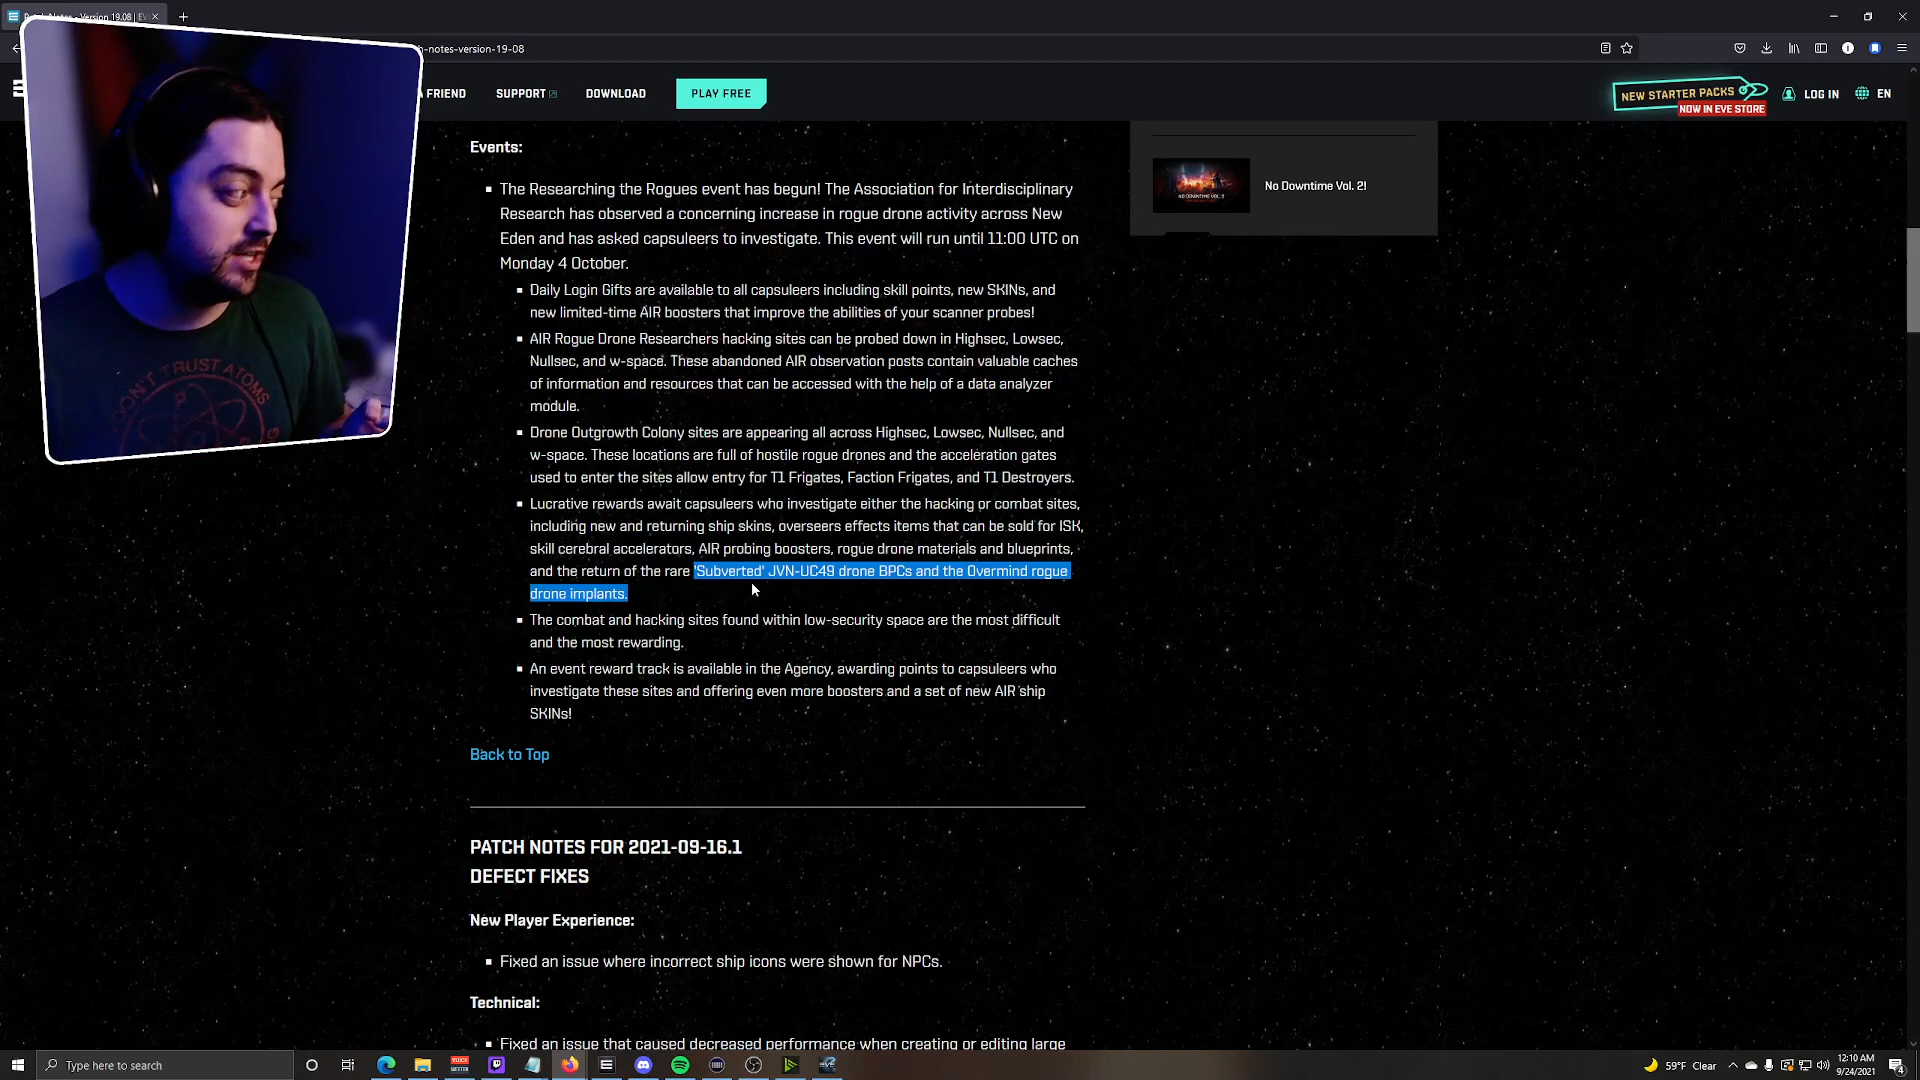 Patch Notes - Version 19.08 | EV
h-notes-version-19-08
A FRIEND
SUPPORT
DOWNLOAD
PLAY FREE
NEW STARTER PACKS
NOW IN EVE STORE
LOG IN
EN
DON'T TRUST ATOMS
Events:
The Researching the Rogues event has begun! The Association for Interdisciplinary
Research has observed a concerning increase in rogue drone activity across New
Eden and has asked capsuleers to investigate. This event will run until 11:00 UTC on
Monday 4 October.
Daily Login Gifts are available to all capsuleers including skill points, new SKINs, and
new limited-time AIR boosters that improve the abilities of your scanner probes!
AIR Rogue Drone Researchers hacking sites can be probed down in Highsec, Lowsec,
Nullsec, and w-space. These abandoned AIR observation posts contain valuable caches
of information and resources that can be accessed with the help of a data analyzer
module.
Drone Outgrowth Colony sites are appearing all across Highsec, Lowsec, Nullsec, and
w-space. These locations are full of hostile rogue drones and the acceleration gates
used to enter the sites allow entry for T1 Frigates, Faction Frigates, and T1 Destroyers.
Lucrative rewards await capsuleers who investigate either the hacking or combat sites,
including new and returning ship skins, overseers effects items that can be sold for ISK,
skill cerebral accelerators, AIR probing boosters, rogue drone materials and blueprints,
and the return of the rare 'Subverted' JVN-UC49 drone BPCs and the Overmind rogue
drone implants.
The combat and hacking sites found within low-security space are the most difficult
and the most rewarding.
An event reward track is available in the Agency, awarding points to capsuleers who
investigate these sites and offering even more boosters and a set of new AIR ship
SKINs!
Back to Top
NO DOWNTIME VOL. 2!
No Downtime Vol. 2!
PATCH NOTES FOR 2021-09-16.1
DEFECT FIXES
New Player Experience:
Fixed an issue where incorrect ship icons were shown for NPCs.
Technical:
Fixed an issue that caused decreased performance when creating or editing large
Type here to search
VOICE
MEETER
59°F Clear
12:10 AM
9/24/2021
4